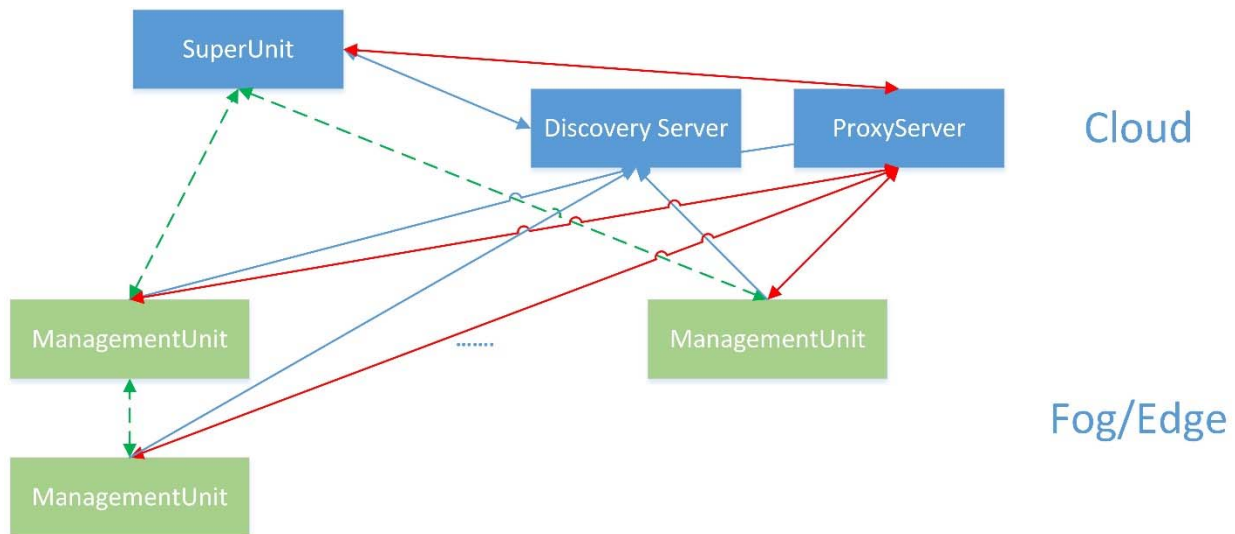 SuperUnit
Discovery Server
ProxyServer
Cloud
ManagementUnit
ManagementUnit
.......
Fog/Edge
ManagementUnit